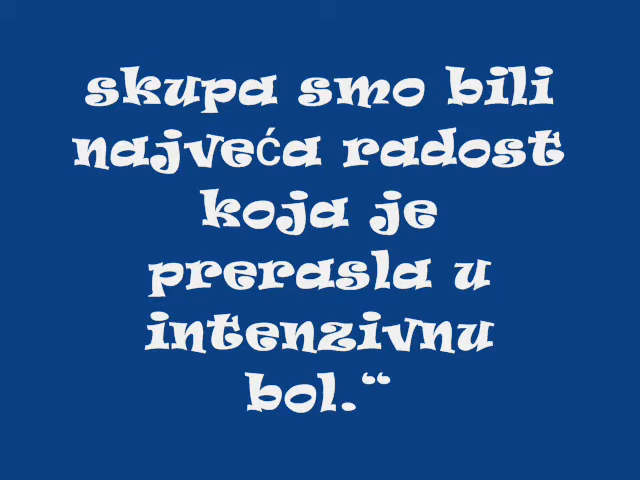 skupa smo bili
najveća radost
koja je
prerasla u
intenzivnu
bol.“